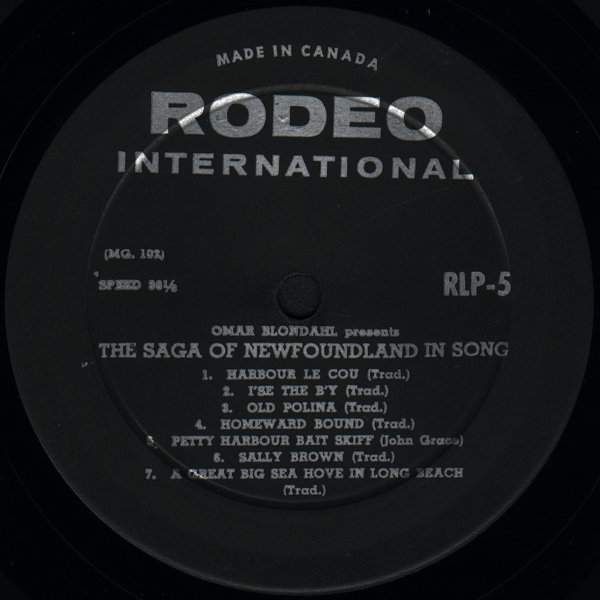 MADE IN CANADA
RODEO
INTERNATIONAL
(MG. 102)
SPEED 33⅓
RLP-5
OMAR BLONDAHL presents
THE SAGA OF NEWFOUNDLAND IN SONG
1. HARBOUR LE COU (Trad.)
2. I'SE THE B'Y (Trad.)
3. OLD POLINA (Trad.)
4. HOMEWARD BOUND (Trad.)
5. PETTY HARBOUR BAIT SKIFF (John Grace)
6. SALLY BROWN (Trad.)
7. A GREAT BIG SEA HOVE IN LONG BEACH
(Trad.)